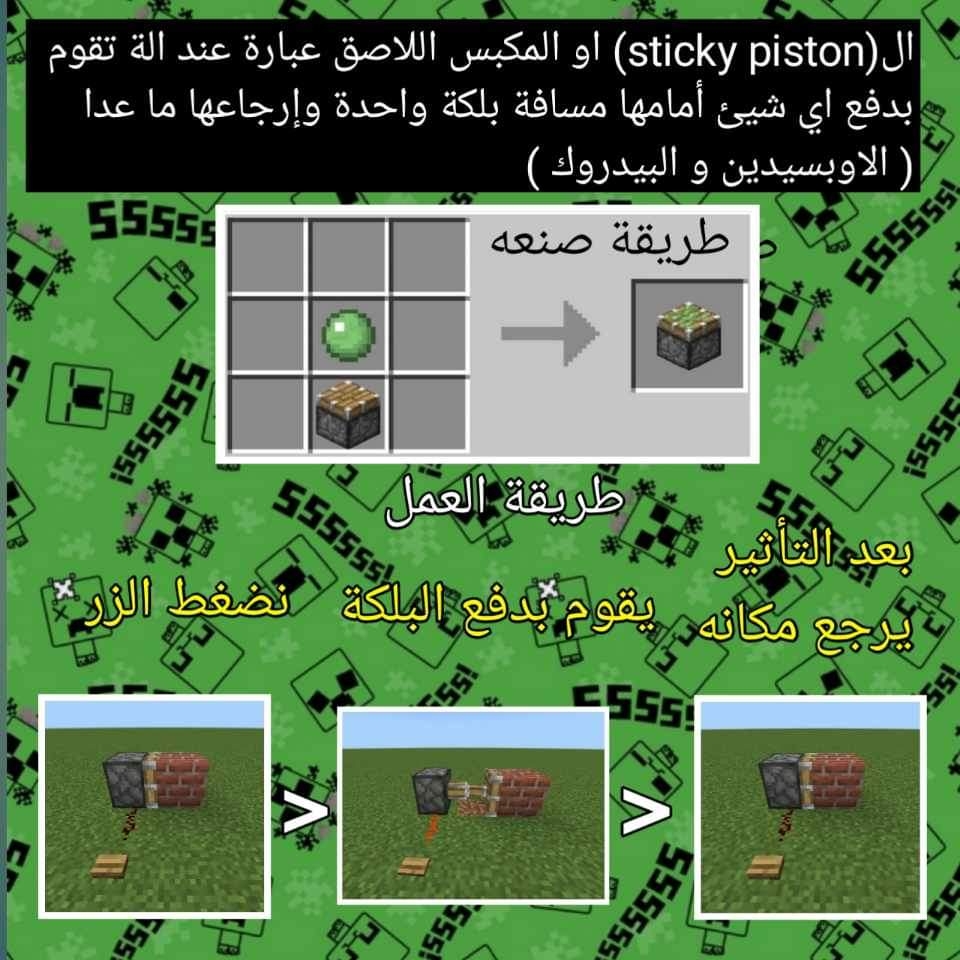 ال(sticky piston) او المكبس اللاصق عبارة عند الة تقوم
بدفع اي شيئ أمامها مسافة بلكة واحدة وإرجاعها ما عدا
( الاوبسيدين و البيدروك )
طريقة صنعه
طريقة العمل
نضغط الزر
يقوم بدفع البلكة
بعد التأثير
يرجع مكانه